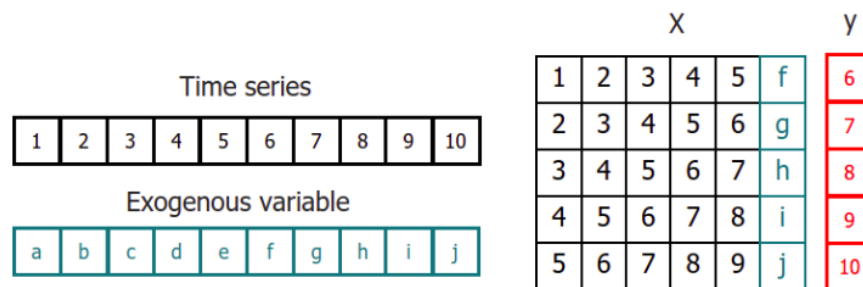 Time series
1 2 3 4 5 6 7 8 9 10
Exogenous variable
a b c d e f g h i j
X y
1 2 3 4 5 f 6
2 3 4 5 6 g 7
3 4 5 6 7 h 8
4 5 6 7 8 i 9
5 6 7 8 9 j 10